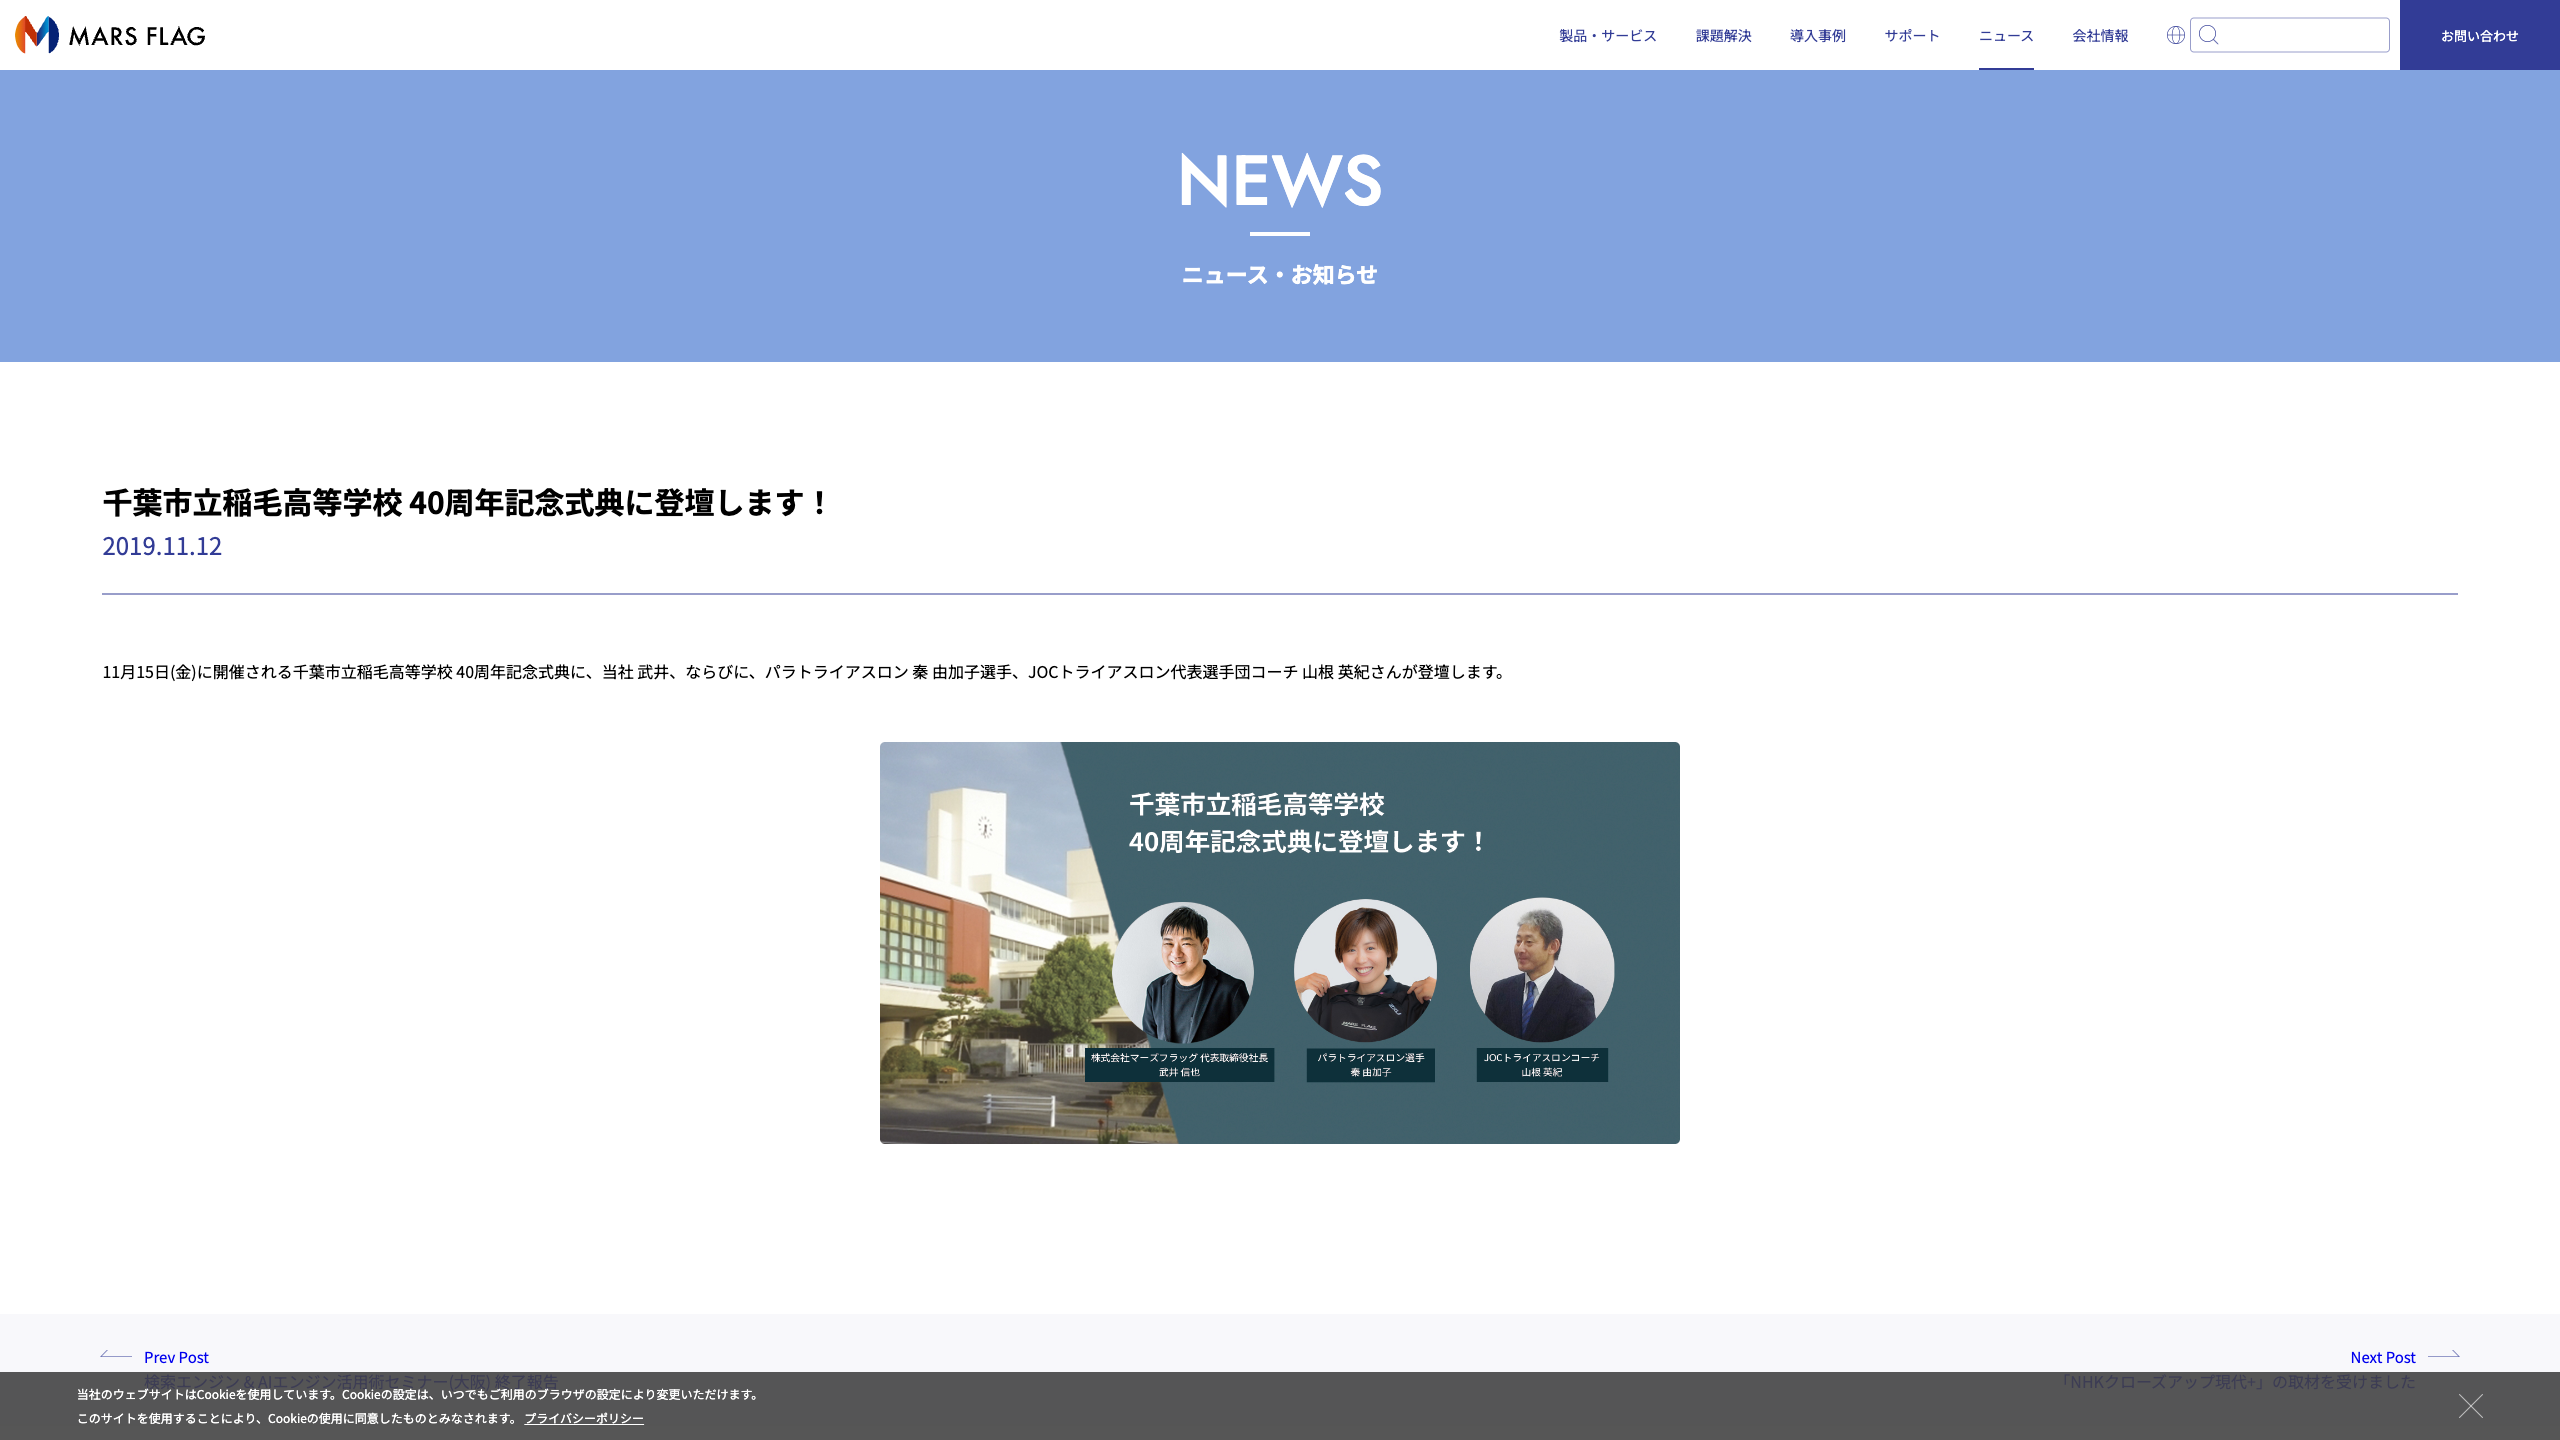 MARS FLAG
製品・サービス
課題解決
導入事例
サポート
ニュース
会社情報
お問い合わせ
NEWS
ニュース・お知らせ
千葉市立稲毛高等学校 40周年記念式典に登壇します！
2019.11.12
11月15日(金)に開催される千葉市立稲毛高等学校 40周年記念式典に、当社 武井、ならびに、パラトライアスロン 秦 由加子選手、JOCトライアスロン代表選手団コーチ 山根 英紀さんが登壇します。
千葉市立稲毛高等学校
40周年記念式典に登壇します！
MARS FLAG
株式会社マーズフラッグ 代表取締役社長
武井 信也
パラトライアスロン選手
秦 由加子
JOCトライアスロンコーチ
山根 英紀
Prev Post
検索エンジン & AIエンジン活用術セミナー(大阪) 終了報告
Next Post
「NHKクローズアップ現代+」の取材を受けました
当社のウェブサイトはCookieを使用しています。Cookieの設定は、いつでもご利用のブラウザの設定により変更いただけます。
このサイトを使用することにより、Cookieの使用に同意したものとみなされます。 プライバシーポリシー